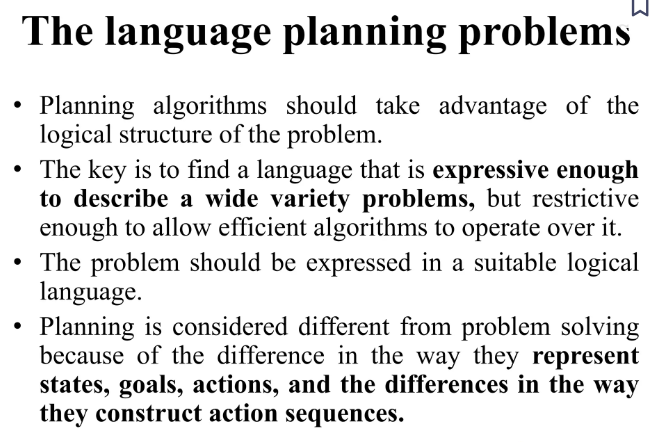 The language planning problems
• Planning algorithms should take advantage of the
logical structure of the problem.
• The key is to find a language that is expressive enough
to describe a wide variety problems, but restrictive
enough to allow efficient algorithms to operate over it.
• The problem should be expressed in a suitable logical
language.
• Planning is considered different from problem solving
because of the difference in the way they represent
states, goals, actions, and the differences in the way
they construct action sequences.